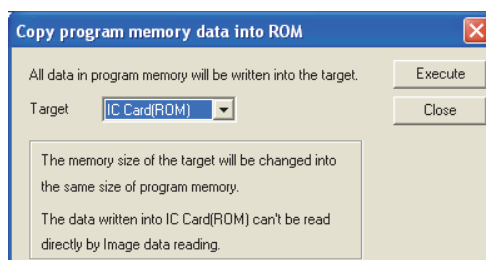 Copy program memory data into ROM
All data in program memory will be written into the target.
Execute
Target
IC Card(ROM)
Close
The memory size of the target will be changed into
the same size of program memory.
The data written into IC Card(ROM) can't be read
directly by Image data reading.